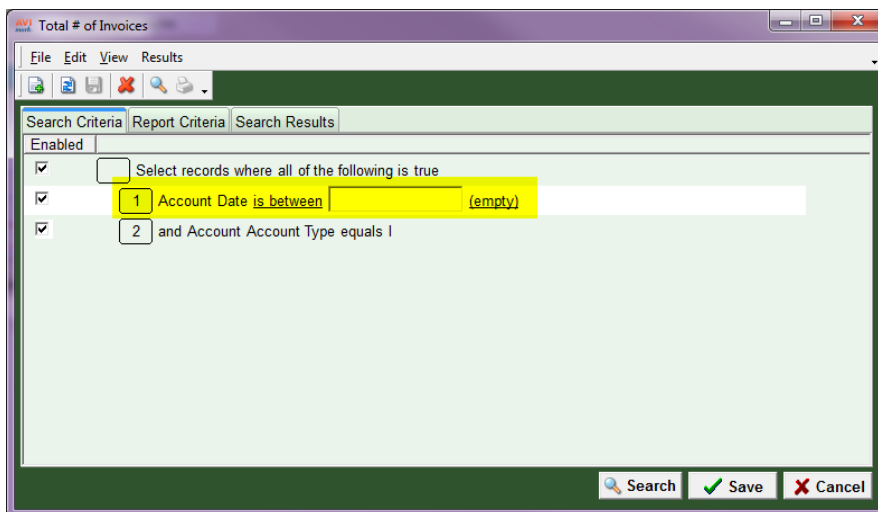 AVI mark Total # of Invoices
File Edit View Results
Search Criteria Report Criteria Search Results
Enabled
Select records where all of the following is true
1 Account Date is between (empty)
2 and Account Account Type equals I
Search Save Cancel